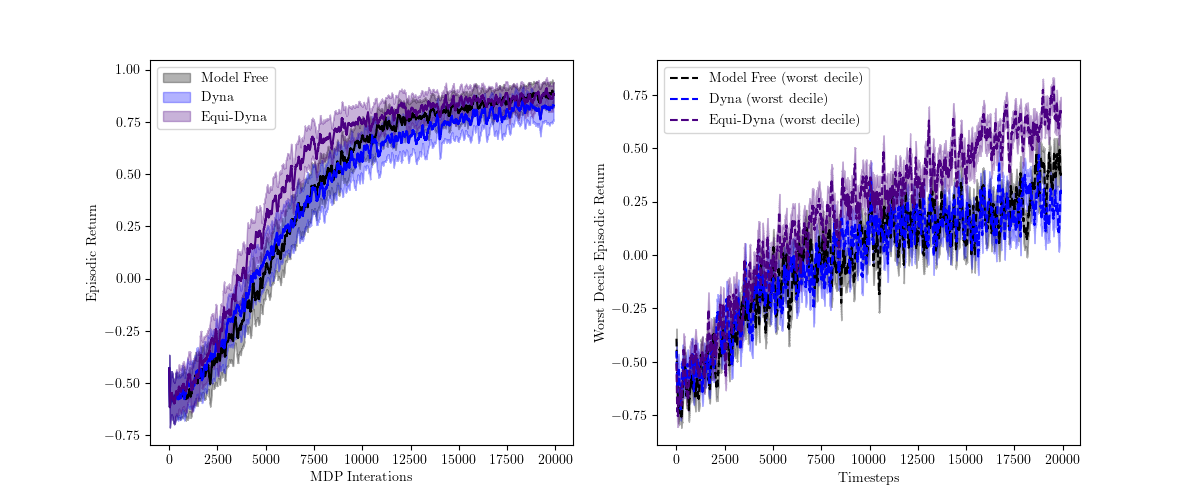 1.00
0.75
0.50
0.25
0.00
−0.25
−0.50
−0.75
Episodic Return
Model Free
Dyna
Equi-Dyna
0 2500 5000 7500 10000 12500 15000 17500 20000
MDP Interations
0.75
0.50
0.25
0.00
−0.25
−0.50
−0.75
Worst Decile Episodic Return
Model Free (worst decile)
Dyna (worst decile)
Equi-Dyna (worst decile)
0 2500 5000 7500 10000 12500 15000 17500 20000
Timesteps